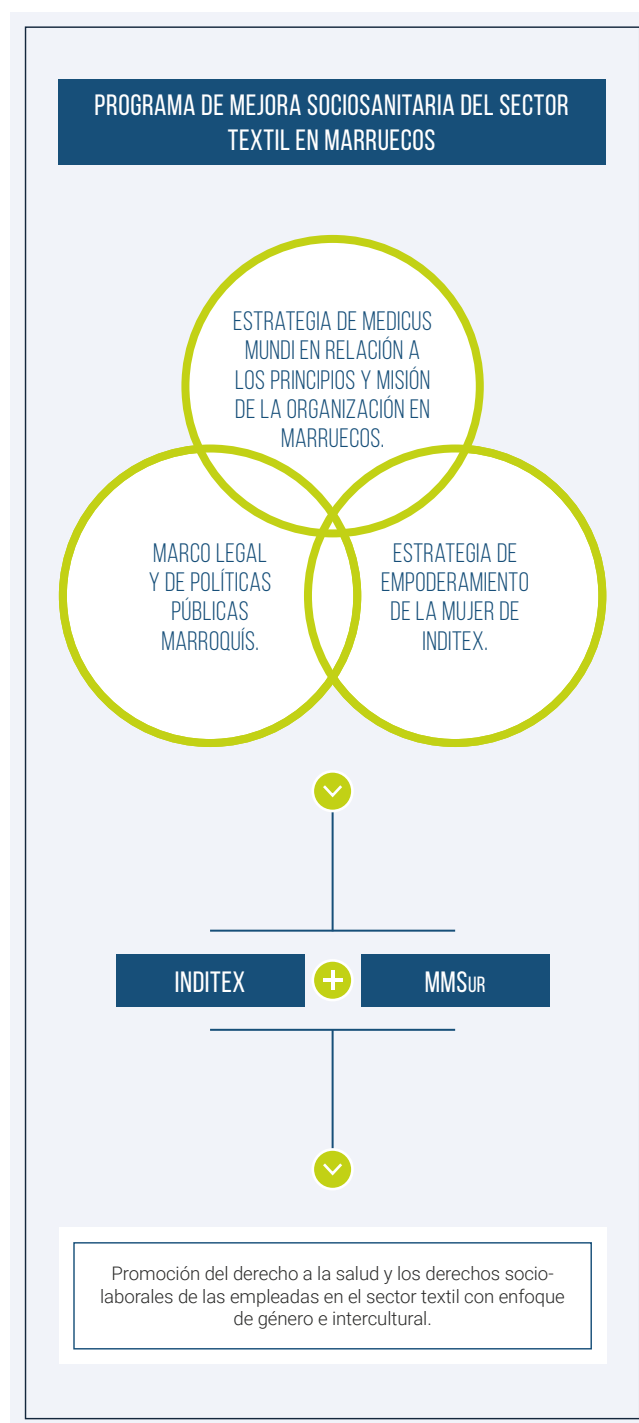 PROGRAMA DE MEJORA SOCIOSANITARIA DEL SECTOR
TEXTIL EN MARRUECOS
ESTRATEGIA DE MEDICUS
MUNDI EN RELACIÓN A
LOS PRINCIPIOS Y MISIÓN
DE LA ORGANIZACIÓN EN
MARRUECOS.
MARCO LEGAL
Y DE POLÍTICAS
PÚBLICAS
MARROQUÍS.
ESTRATEGIA DE
EMPODERAMIENTO
DE LA MUJER DE
INDITEX.
INDITEX
MMSUR
Promoción del derecho a la salud y los derechos socio-
laborales de las empleadas en el sector textil con enfoque
de género e intercultural.